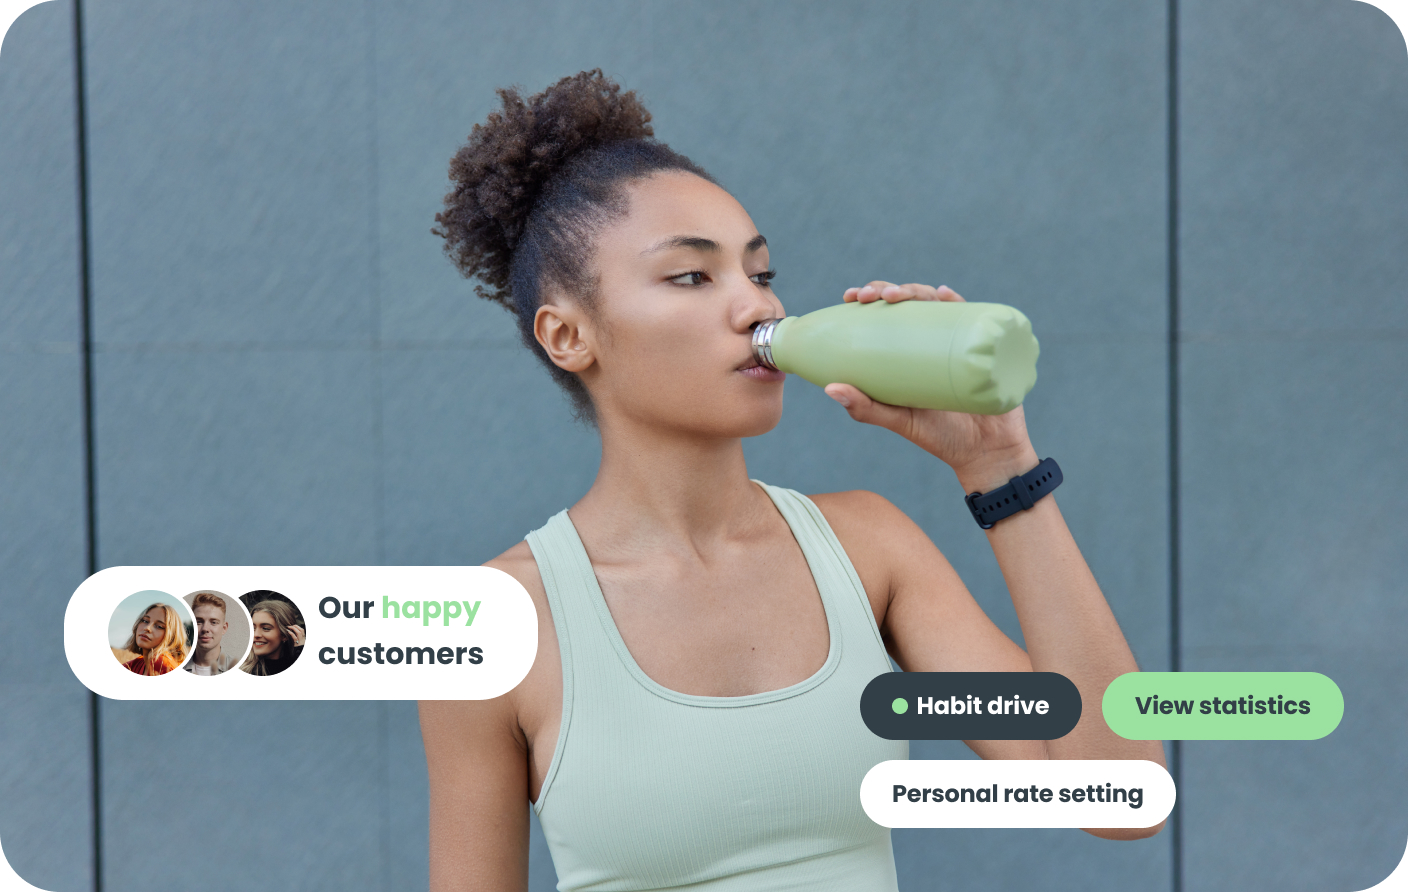 Our happy
customers
Habit drive
View statistics
Personal rate setting